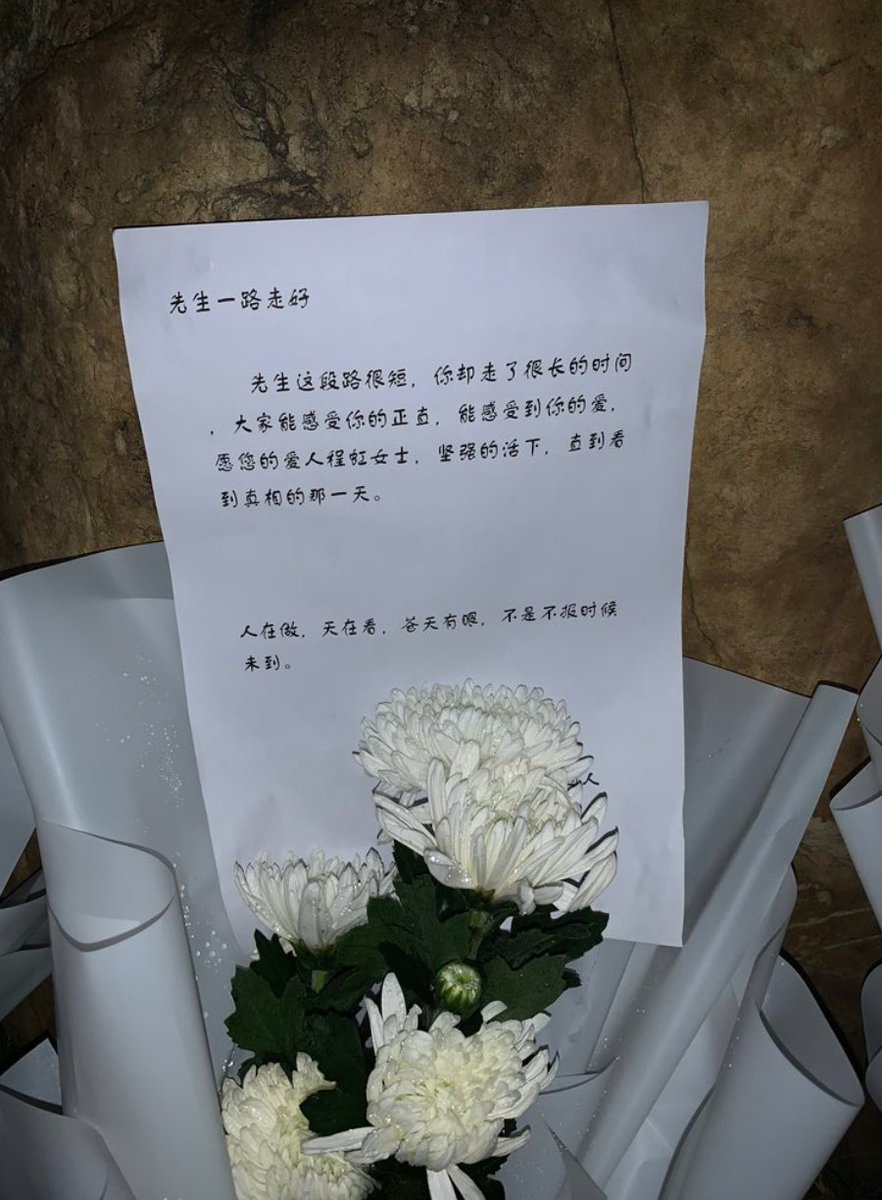 先生一路走好
先生这段路很短，你却走了很长的时间
，大家能感受你的正直，能感受到你的爱，
愿您的爱人程虹女士，坚强的活下，直到看
到真相的那一天。
人在做，天在看，苍天有眼，不是不报时候
未到。
人